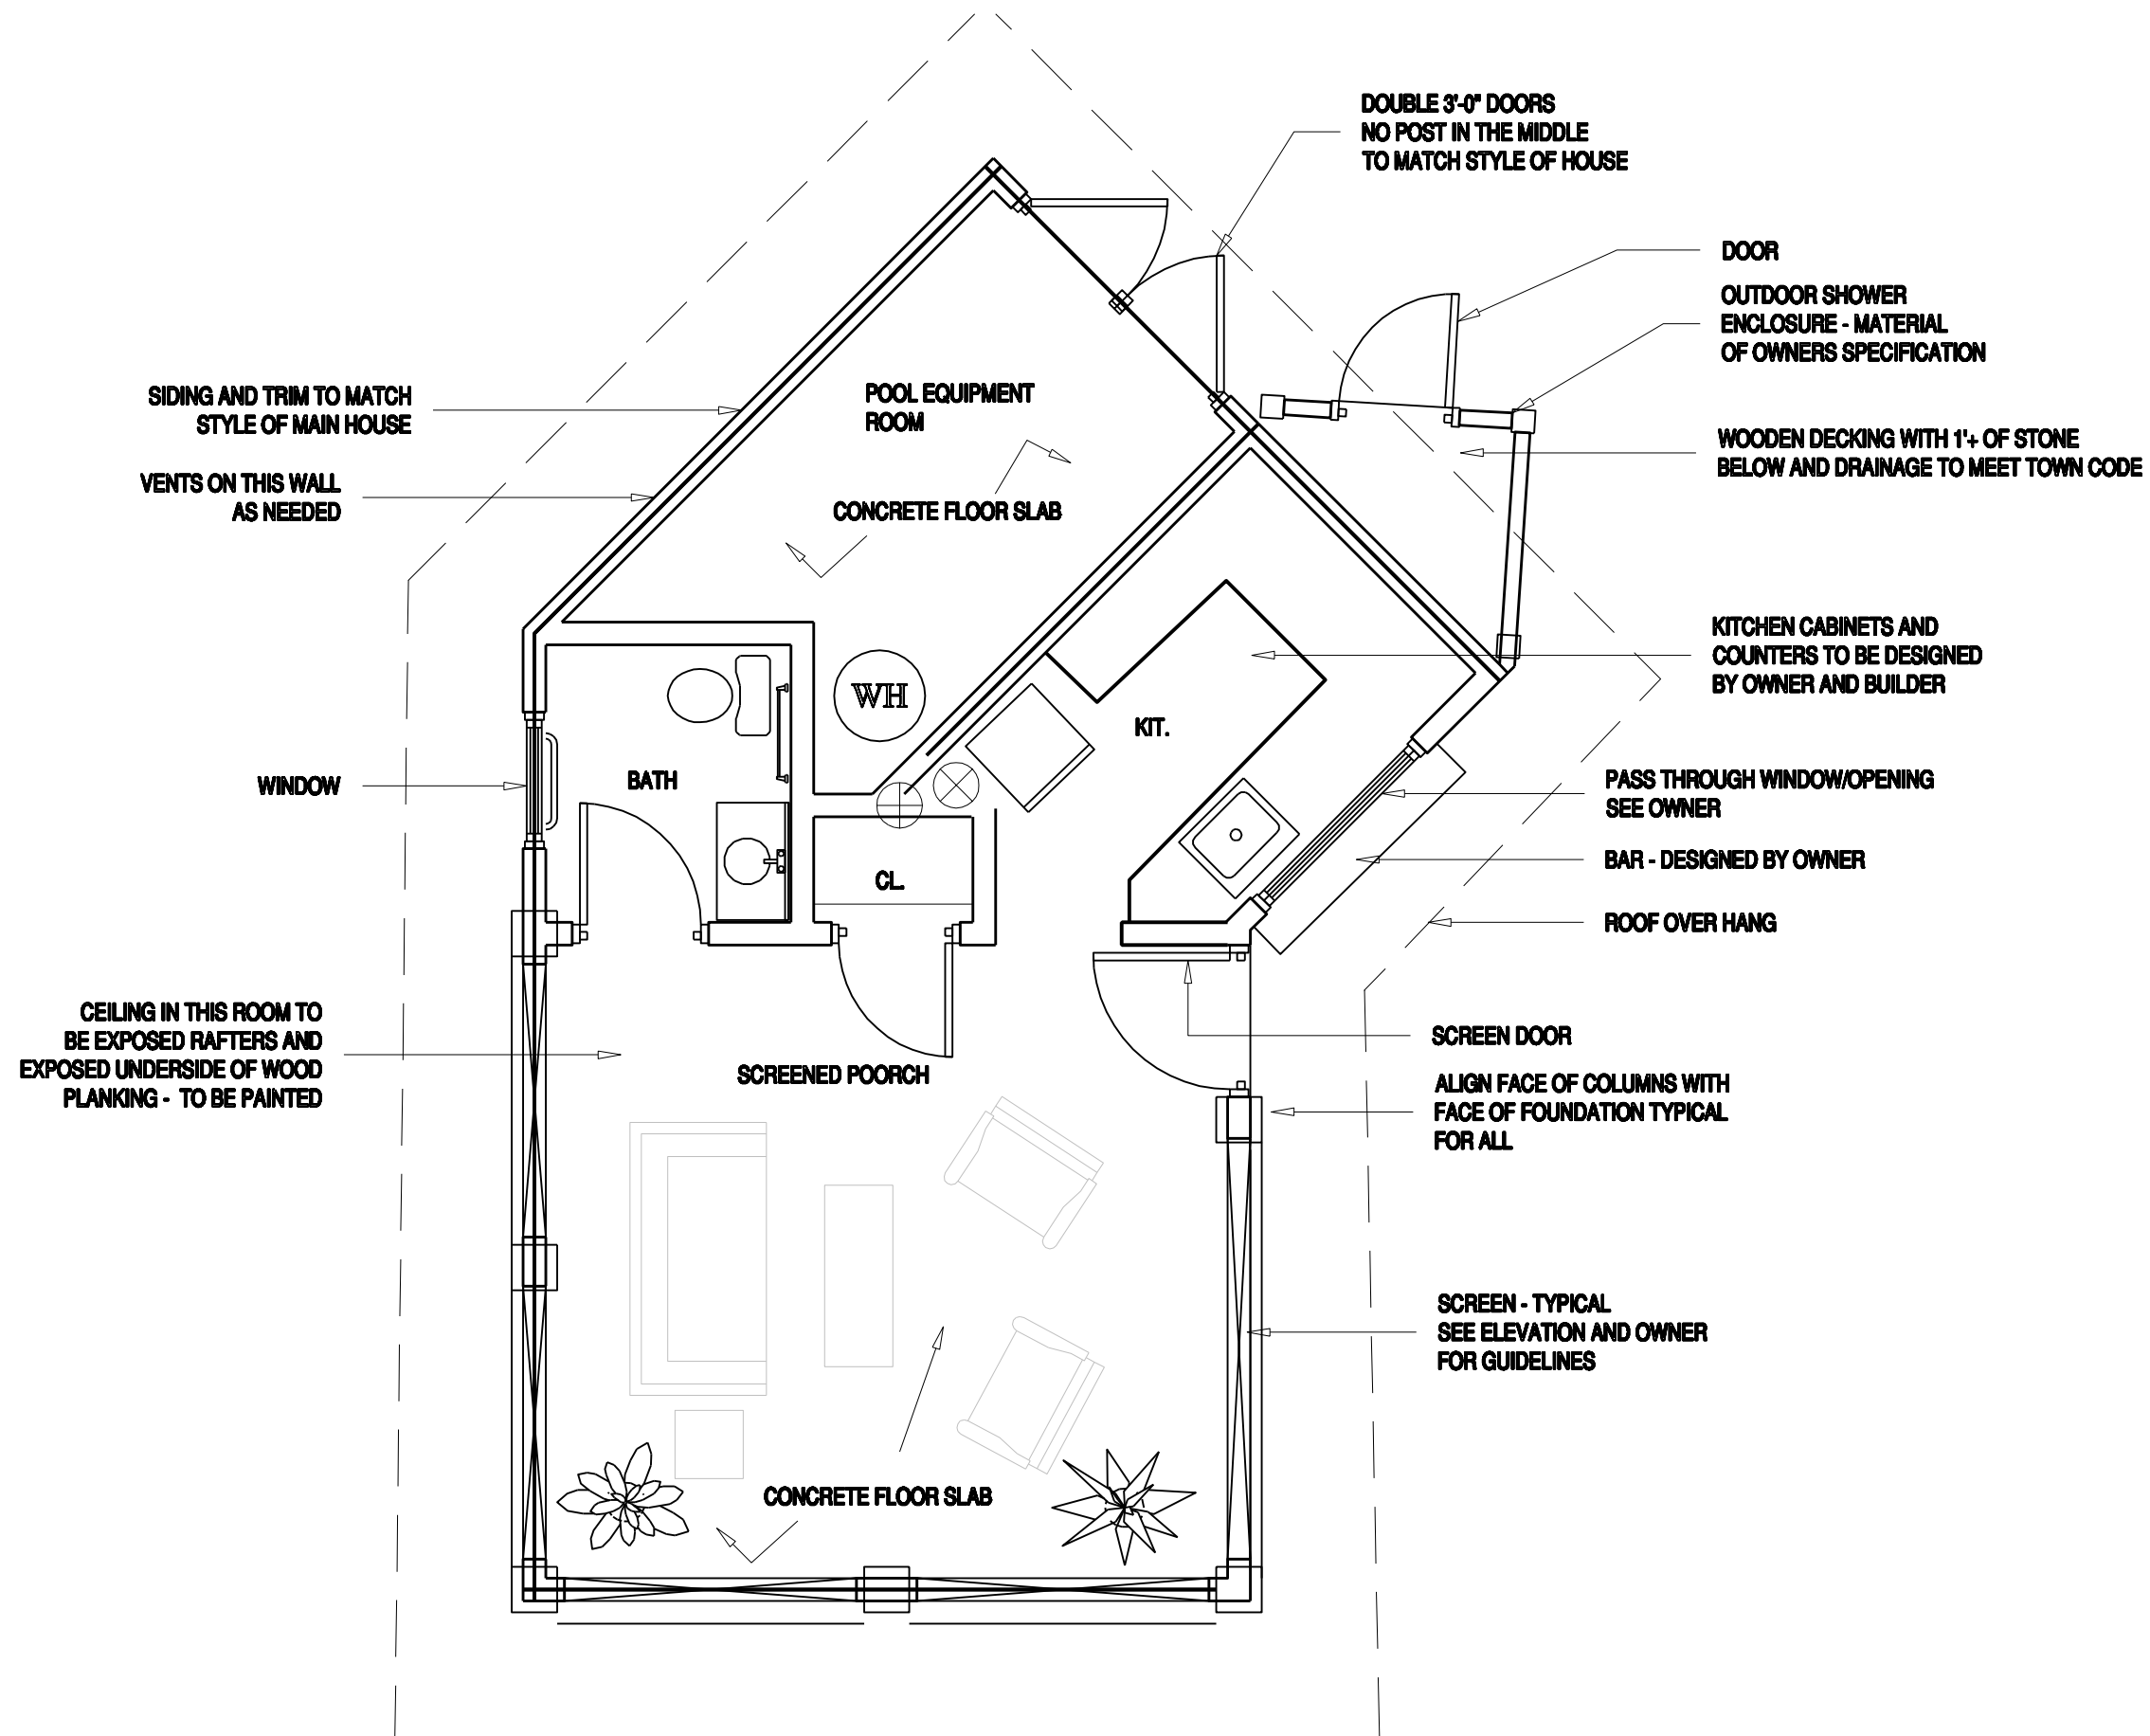 DOUBLE 3'-0" DOORS
NO POST IN THE MIDDLE
TO MATCH STYLE OF HOUSE
DOOR
OUTDOOR SHOWER
ENCLOSURE - MATERIAL
OF OWNERS SPECIFICATION
SIDING AND TRIM TO MATCH
STYLE OF MAIN HOUSE
POOL EQUIPMENT
ROOM
WOODEN DECKING WITH 1'+ OF STONE
BELOW AND DRAINAGE TO MEET TOWN CODE
VENTS ON THIS WALL
AS NEEDED
CONCRETE FLOOR SLAB
KITCHEN CABINETS AND
COUNTERS TO BE DESIGNED
BY OWNER AND BUILDER
WH
KIT.
WINDOW
BATH
PASS THROUGH WINDOW/OPENING
SEE OWNER
BAR - DESIGNED BY OWNER
CL.
ROOF OVER HANG
CEILING IN THIS ROOM TO
BE EXPOSED RAFTERS AND
EXPOSED UNDERSIDE OF WOOD
PLANKING - TO BE PAINTED
SCREENED POORCH
SCREEN DOOR
ALIGN FACE OF COLUMNS WITH
FACE OF FOUNDATION TYPICAL
FOR ALL
SCREEN - TYPICAL
SEE ELEVATION AND OWNER
FOR GUIDELINES
CONCRETE FLOOR SLAB